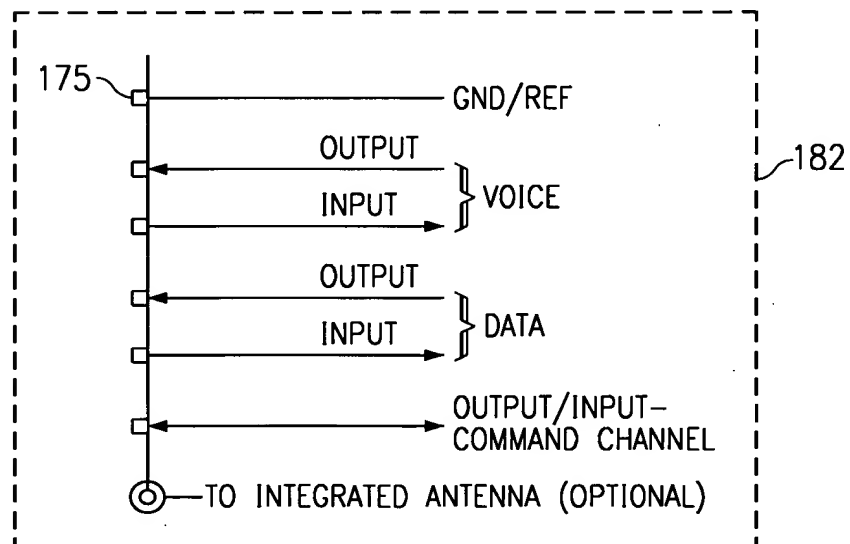 175
GND/REF
OUTPUT
182
VOICE
INPUT
OUTPUT
DATA
INPUT
OUTPUT/INPUT-
COMMAND CHANNEL
TO INTEGRATED ANTENNA (OPTIONAL)